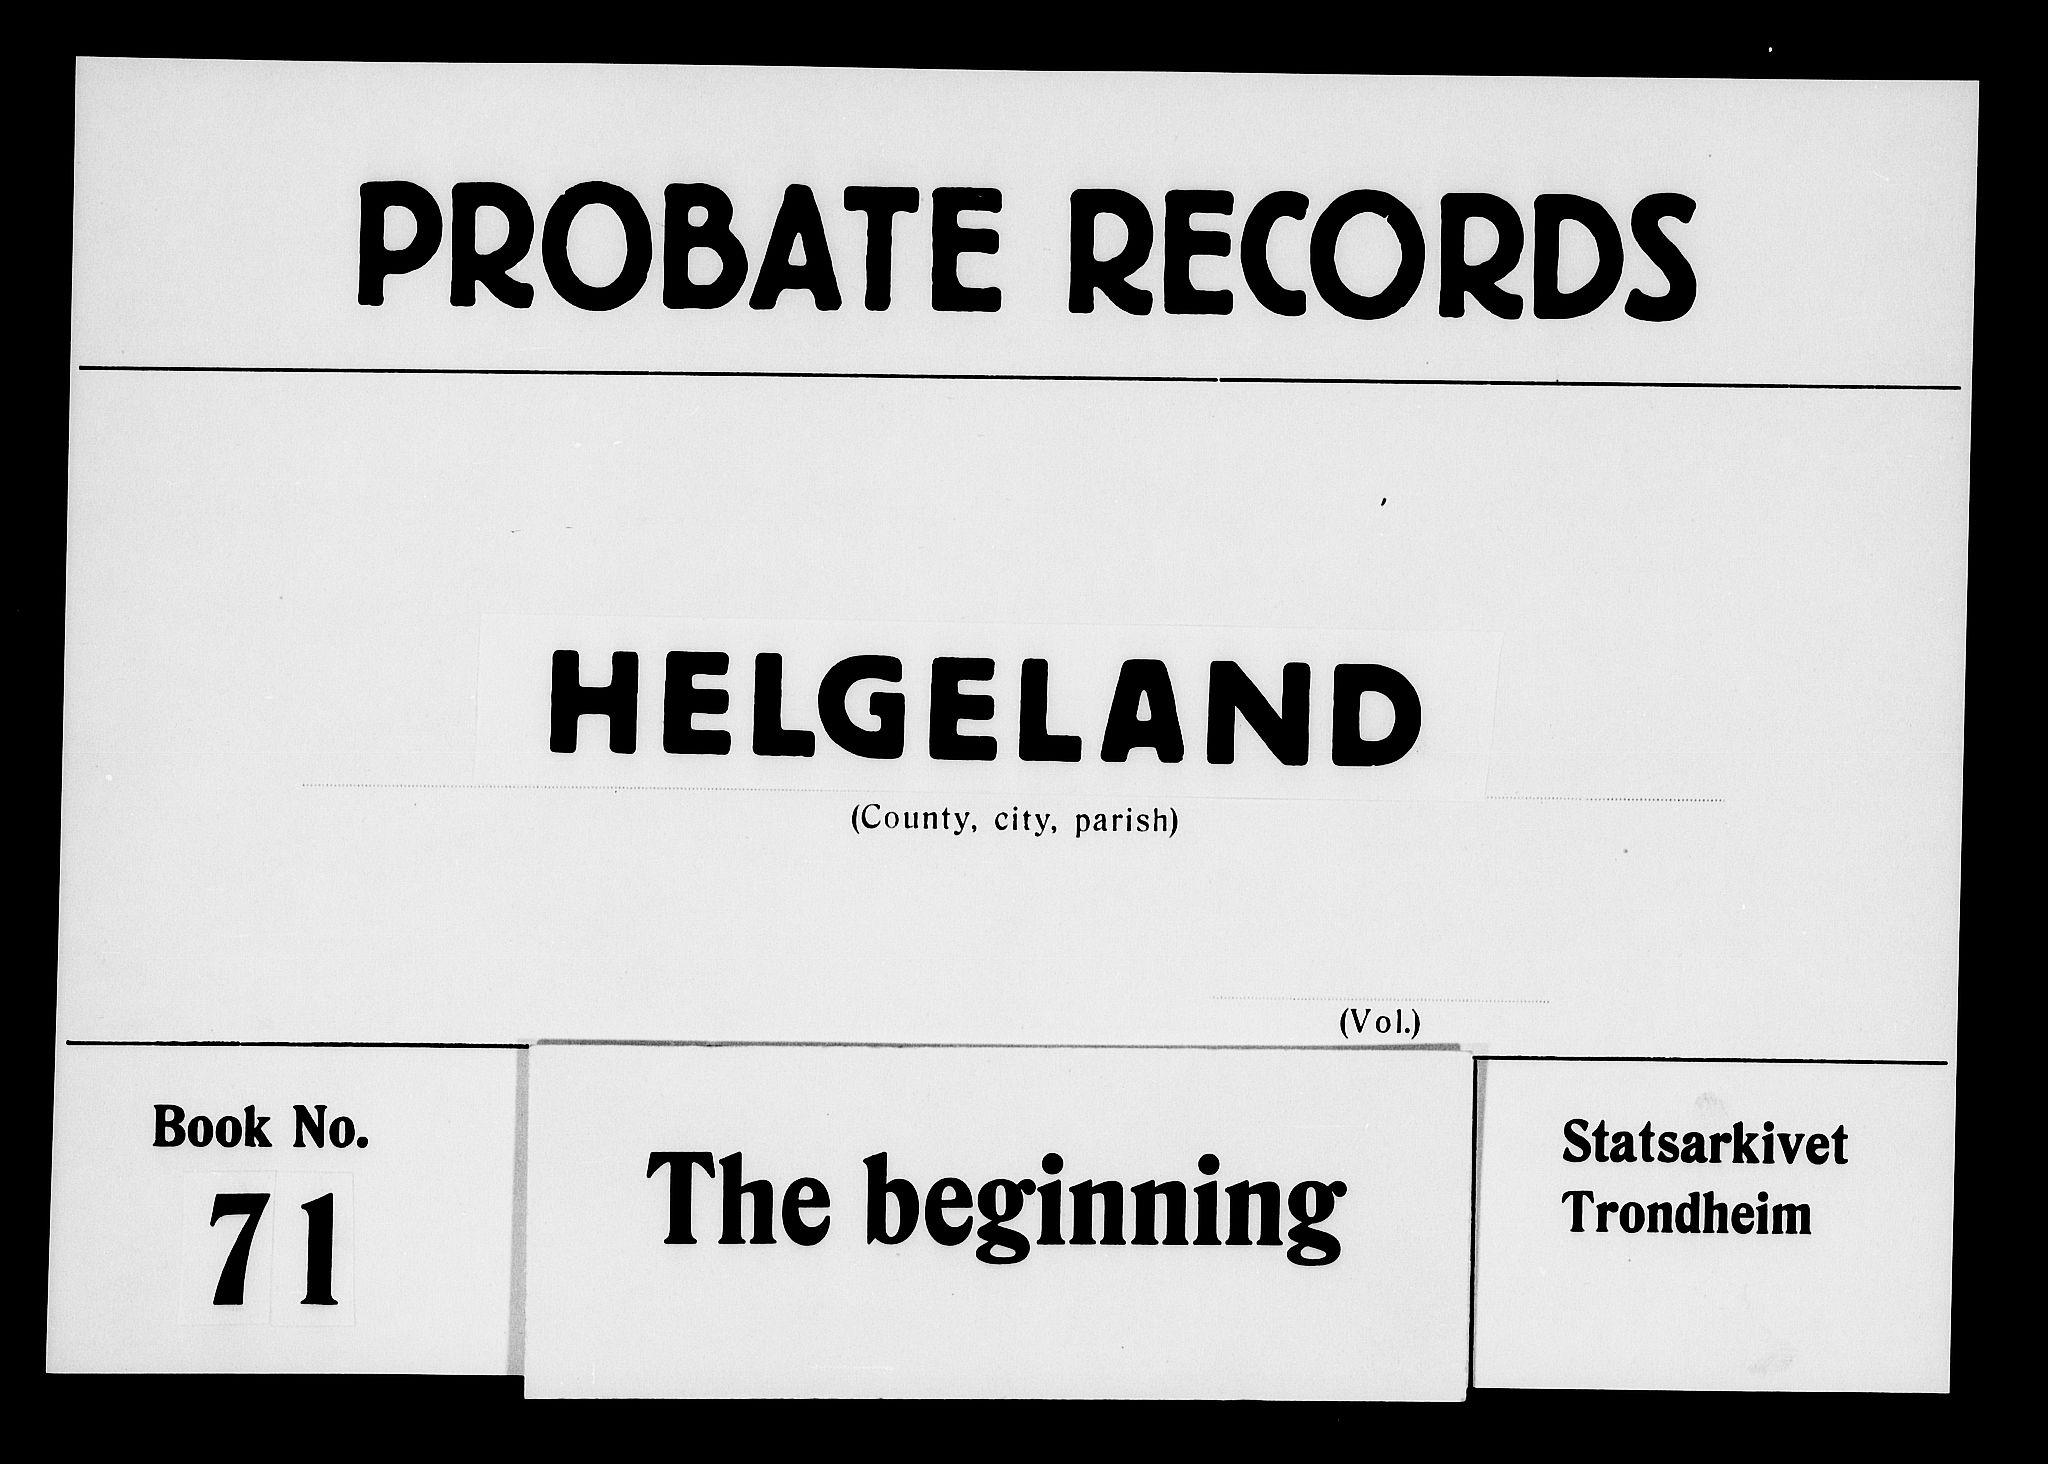 PROBATE RECORDS
HELGELAND
(County, city, parish)
(Vol.)
Book No.
71
The beginning
Statsarkivet
Trondheim